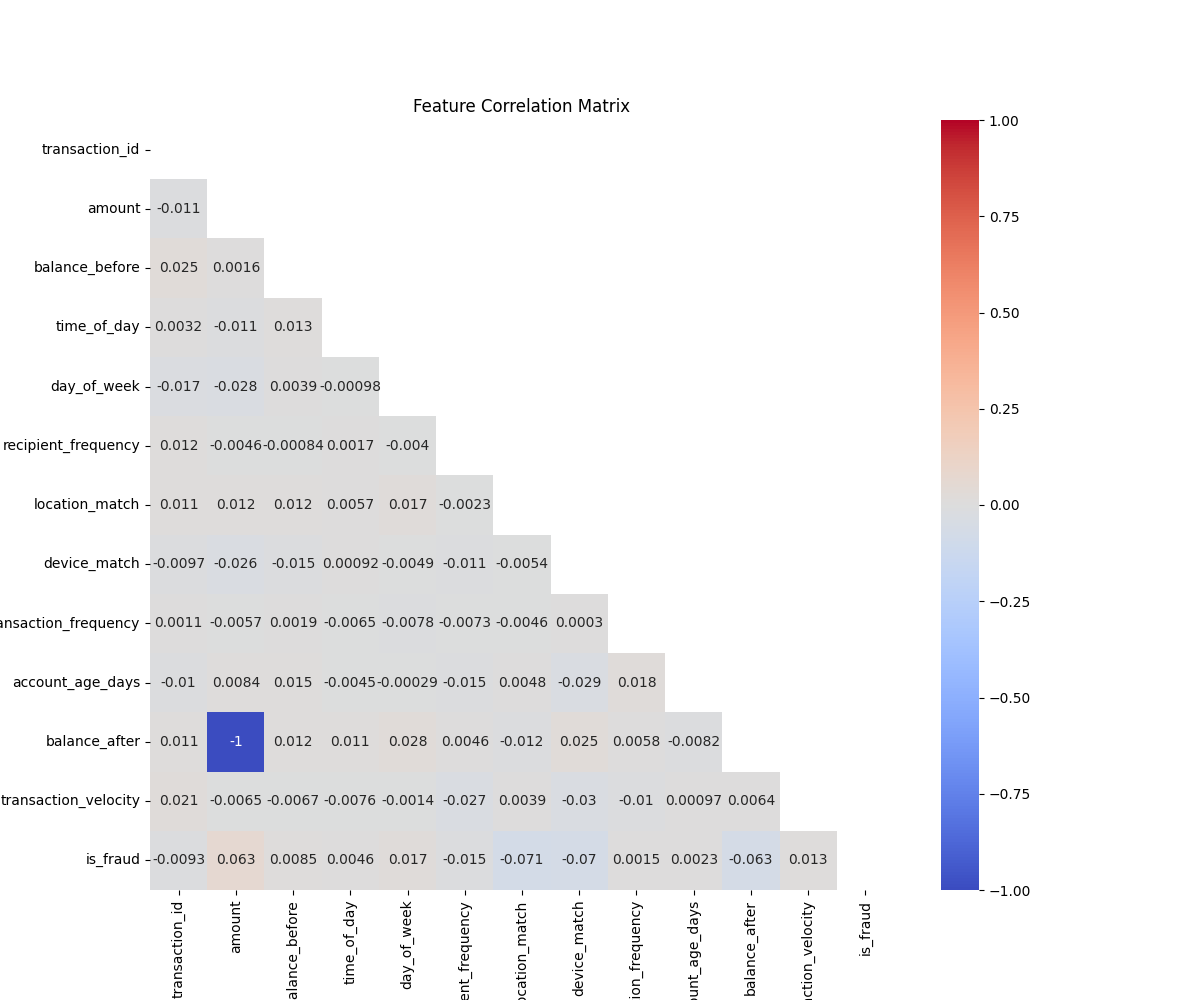 Feature Correlation Matrix
transaction_id
amount -0.011
balance_before 0.025 0.0016
time_of_day 0.0032 -0.011 0.013
day_of_week -0.017 -0.028 0.0039 -0.00098
recipient_frequency 0.012 -0.0046 -0.00084 0.0017 -0.004
location_match 0.011 0.012 0.012 0.0057 0.017 -0.0023
device_match -0.0097 -0.026 -0.015 0.00092 -0.0049 -0.011 -0.0054
ansaction_frequency 0.0011 -0.0057 0.0019 -0.0065 -0.0078 -0.0073 -0.0046 0.0003
account_age_days -0.01 0.0084 0.015 -0.0045 -0.00029 -0.015 0.0048 -0.029 0.018
balance_after 0.011 -1 0.012 0.011 0.028 0.0046 -0.012 0.025 0.0058 -0.0082
transaction_velocity 0.021 -0.0065 -0.0067 -0.0076 -0.0014 -0.027 0.0039 -0.03 -0.01 0.00097 0.0064
is_fraud -0.0093 0.063 0.0085 0.0046 0.017 -0.015 -0.071 -0.07 0.0015 0.0023 -0.063 0.013
transaction_id
amount
alance_before
time_of_day
day_of_week
ent_frequency
ocation_match
device_match
ion_frequency
unt_age_days
balance_after
action_velocity
is_fraud
1.00
0.75
0.50
0.25
0.00
−0.25
−0.50
−0.75
−1.00